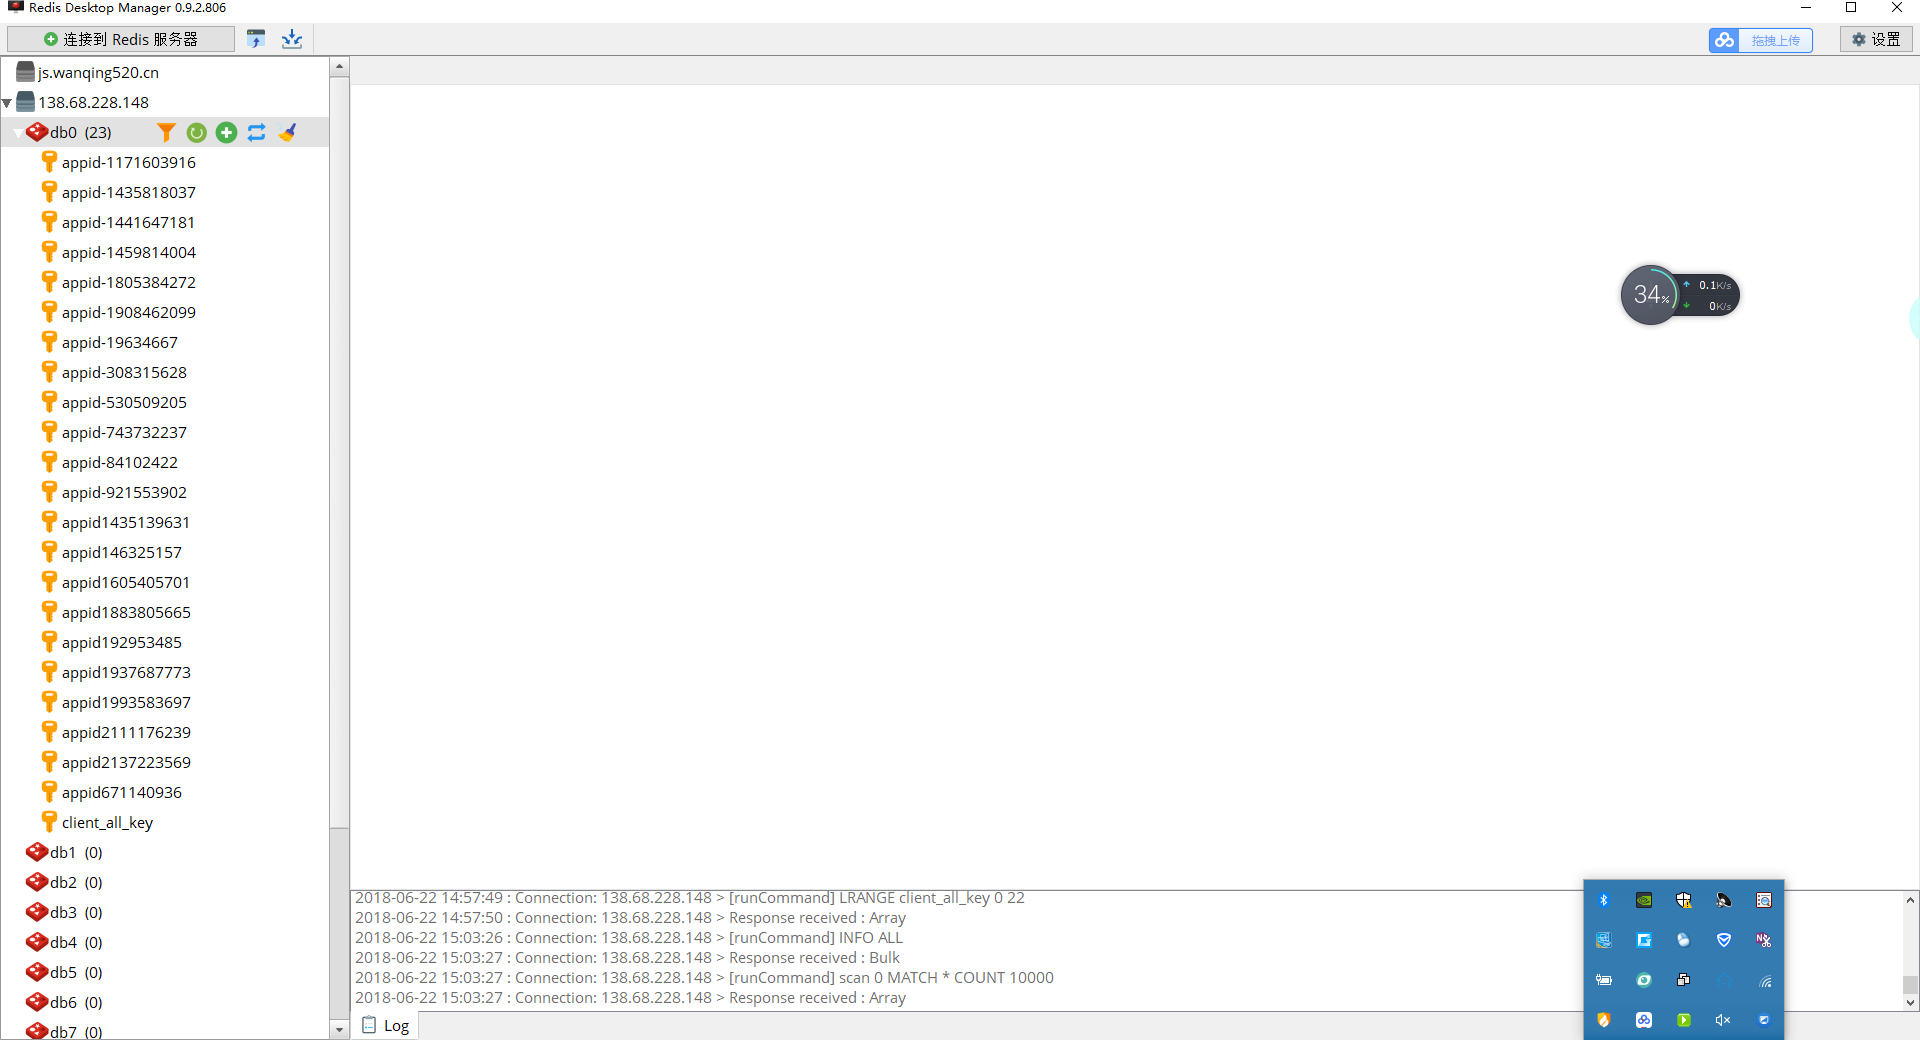 Redis Desktop Manager 0.9.2.806
连接到 Redis 服务器
拖拽上传
设置
js.wanqing520.cn
138.68.228.148
db0 (23)
appid-1171603916
appid-1435818037
appid-1441647181
appid-1459814004
appid-1805384272
appid-1908462099
appid-19634667
appid-308315628
appid-530509205
appid-743732237
appid-84102422
appid-921553902
appid1435139631
appid146325157
appid1605405701
appid1883805665
appid192953485
appid1937687773
appid1993583697
appid2111176239
appid2137223569
appid671140936
client_all_key
db1 (0)
db2 (0)
db3 (0)
db4 (0)
db5 (0)
db6 (0)
db7 (0)
34%
0.1K/s
0K/s
2018-06-22 14:57:49 : Connection: 138.68.228.148 > [runCommand] LRANGE client_all_key 0 22
2018-06-22 14:57:50 : Connection: 138.68.228.148 > Response received : Array
2018-06-22 15:03:26 : Connection: 138.68.228.148 > [runCommand] INFO ALL
2018-06-22 15:03:27 : Connection: 138.68.228.148 > Response received : Bulk
2018-06-22 15:03:27 : Connection: 138.68.228.148 > [runCommand] scan 0 MATCH * COUNT 10000
2018-06-22 15:03:27 : Connection: 138.68.228.148 > Response received : Array
Log